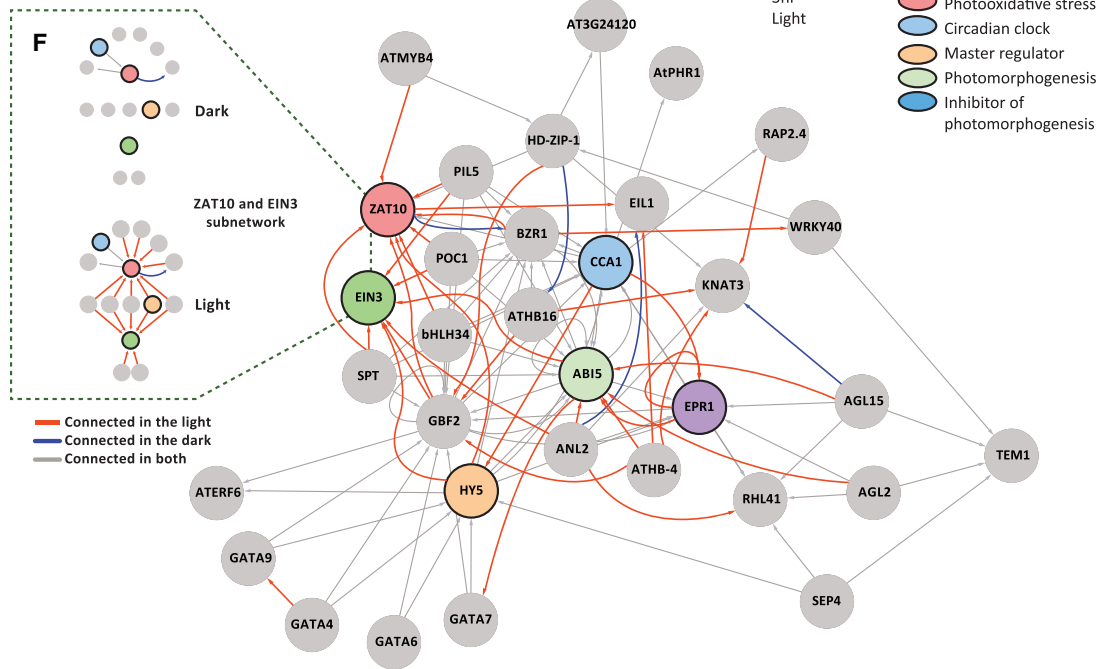 F
Dark
ZAT10 and EIN3
subnetwork
Light
Connected in the light
Connected in the dark
Connected in both
Light
Photooxidative stress
Circadian clock
Master regulator
Photomorphogenesis
Inhibitor of
photomorphogenesis
AT3G24120
ATMYB4
AtPHR1
HD-ZIP-1
RAP2.4
PIL5
ZAT10
EIL1
BZR1
WRKY40
POC1
CCA1
KNAT3
EIN3
ATHB16
bHLH34
SPT
ABI5
EPR1
AGL15
GBF2
ANL2
TEM1
ATHB-4
ATERF6
HY5
RHL41
AGL2
GATA9
SEP4
GATA4
GATA7
GATA6